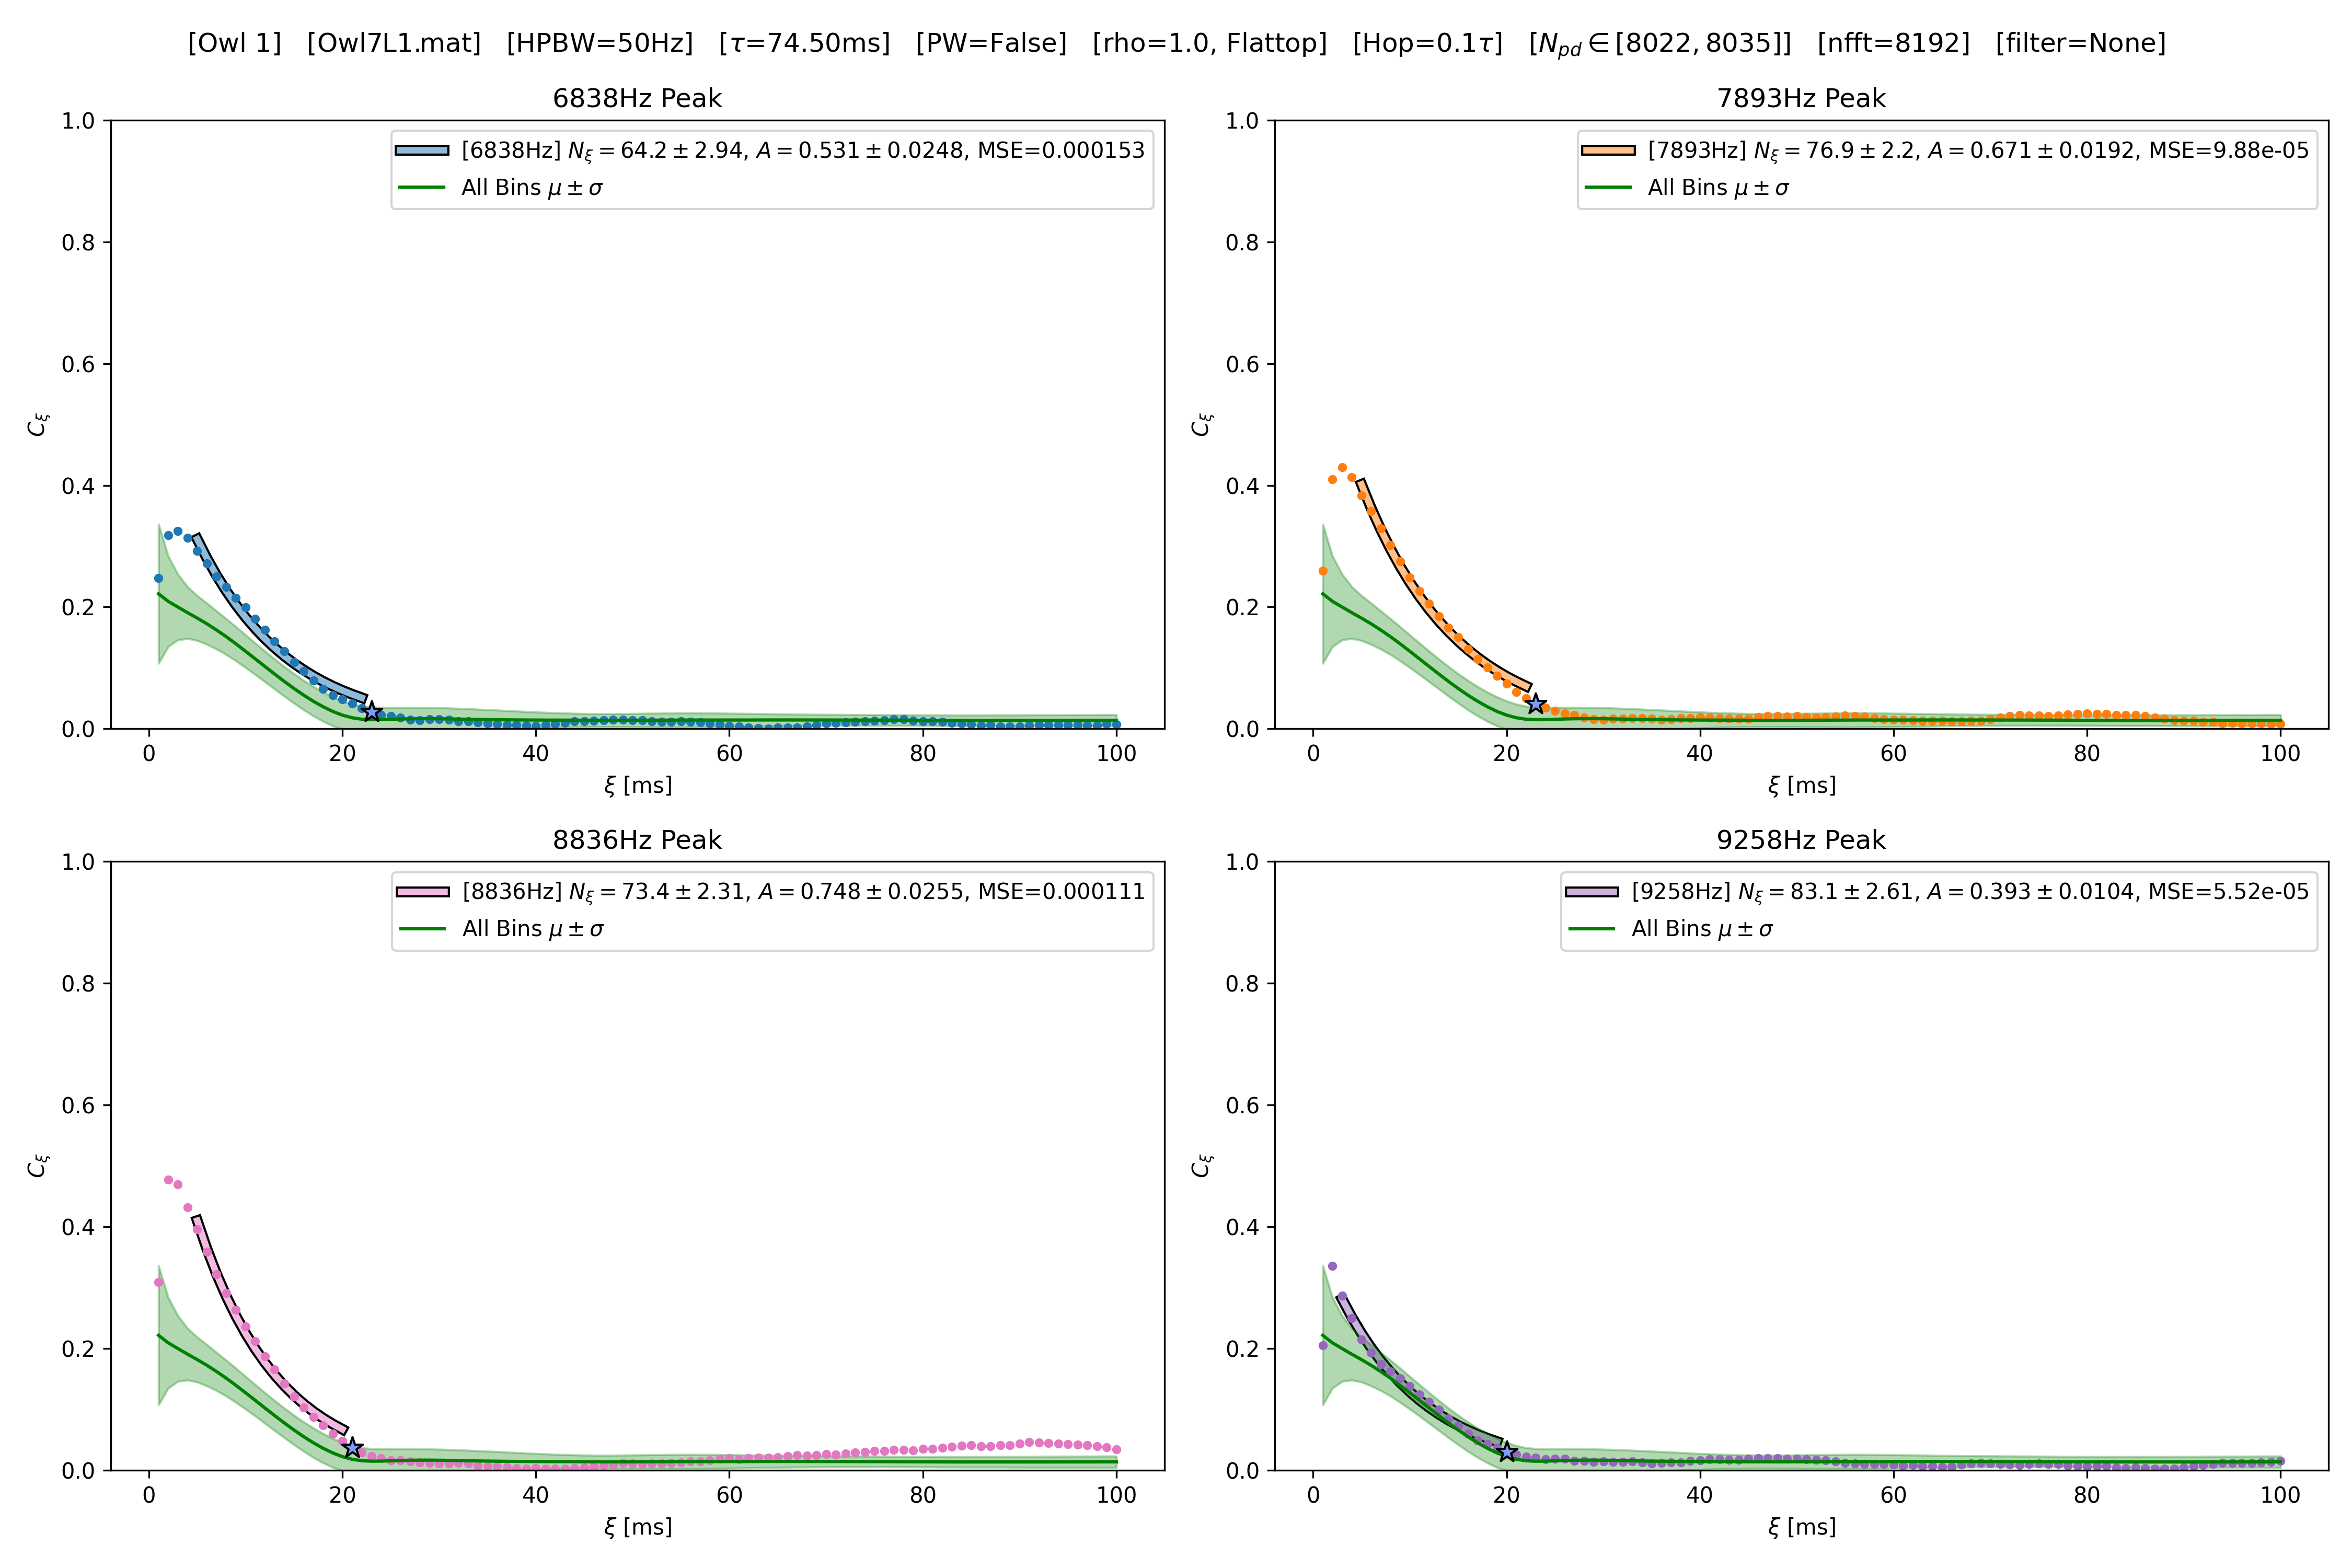 [Owl 1] [Owl7L1.mat] [HPBW=50Hz] [τ=74.50ms] [PW=False] [rho=1.0, Flattop] [Hop=0.1τ] [N_pd ∈ [8022, 8035]] [nfft=8192] [filter=None]
6838Hz Peak
[6838Hz] N_ξ = 64.2 ± 2.94, A = 0.531 ± 0.0248, MSE=0.000153
All Bins μ ± σ
1.0
0.8
0.6
0.4
0.2
0.0
C_ξ
0 20 40 60 80 100
ξ [ms]
7893Hz Peak
[7893Hz] N_ξ = 76.9 ± 2.2, A = 0.671 ± 0.0192, MSE=9.88e-05
All Bins μ ± σ
1.0
0.8
0.6
0.4
0.2
0.0
C_ξ
0 20 40 60 80 100
ξ [ms]
8836Hz Peak
[8836Hz] N_ξ = 73.4 ± 2.31, A = 0.748 ± 0.0255, MSE=0.000111
All Bins μ ± σ
1.0
0.8
0.6
0.4
0.2
0.0
C_ξ
0 20 40 60 80 100
ξ [ms]
9258Hz Peak
[9258Hz] N_ξ = 83.1 ± 2.61, A = 0.393 ± 0.0104, MSE=5.52e-05
All Bins μ ± σ
1.0
0.8
0.6
0.4
0.2
0.0
C_ξ
0 20 40 60 80 100
ξ [ms]